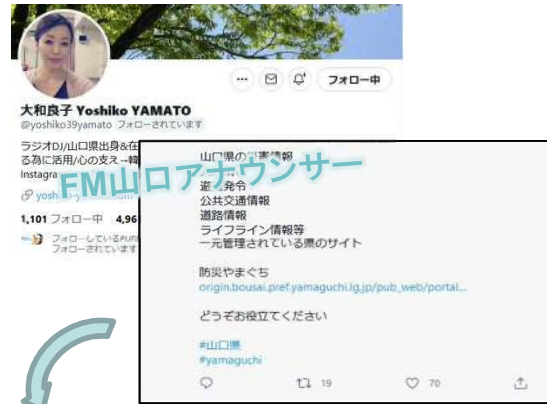 フォロー中
大和良子 Yoshiko YAMATO
@yoshiko39yamato フォローされています
ラジオDJ/山口県出身&在
る為に活用/心の支え→韓
Instagra
FM山口アナウンサー
1,101 フォロー中 4,96
フォローしている
フォローされています
山口県の災害情報
避 発令
公共交通情報
道路情報
ライフライン情報等
一元管理されている県のサイト
防災やまぐち
origin.bousai.pref.yamaguchi.lg.jp/pub_web/portal...
どうぞお役立てください
#山口県
#yamaguchi
19
70